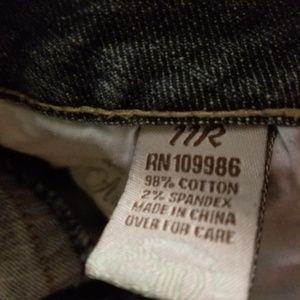 11R
RN 109986
98% COTTON
2% SPANDEX
MADE IN CHINA
OVER FOR CARE